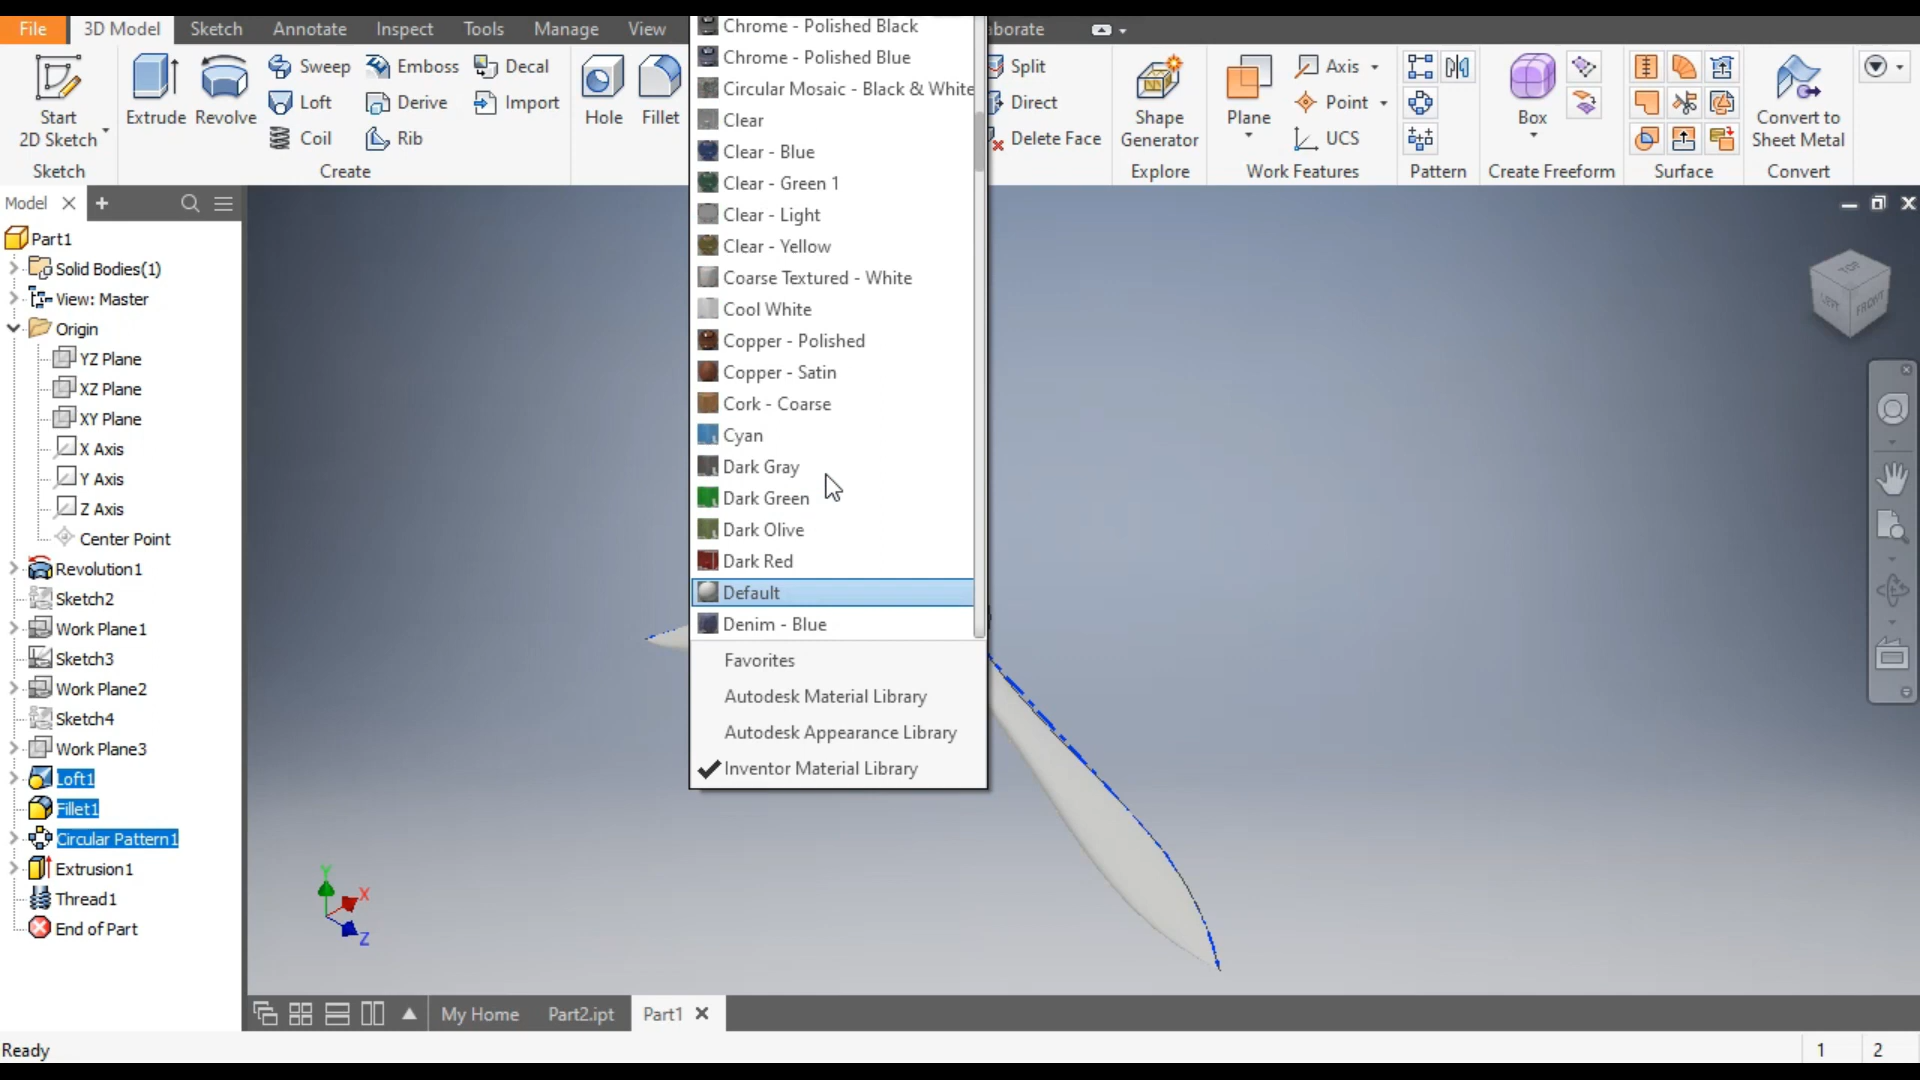 File 3D Model Sketch Annotate Inspect Tools Manage View aborate
Start
2D Sketch
Sketch
Extrude Revolve
Sweep Emboss Decal
Loft Derive Import
Coil Rib
Create
Hole Fillet
Split
Direct
Delete Face
Shape
Generator
Explore
Plane
Axis
Point
UCS
Work Features
Pattern
Box
Create Freeform
Surface
Convert to
Sheet Metal
Convert
Chrome - Polished Black
Chrome - Polished Blue
Circular Mosaic - Black & White
Clear
Clear - Blue
Clear - Green 1
Clear - Light
Clear - Yellow
Coarse Textured - White
Cool White
Copper - Polished
Copper - Satin
Cork - Coarse
Cyan
Dark Gray
Dark Green
Dark Olive
Dark Red
Default
Denim - Blue
Favorites
Autodesk Material Library
Autodesk Appearance Library
Inventor Material Library
Model
Part1
Solid Bodies(1)
View: Master
Origin
YZ Plane
XZ Plane
XY Plane
X Axis
Y Axis
Z Axis
Center Point
Revolution1
Sketch2
Work Plane1
Sketch3
Work Plane2
Sketch4
Work Plane3
Loft1
Fillet1
Circular Pattern1
Extrusion1
Thread1
End of Part
TOP
LEFT FRONT
Y
X
Z
My Home Part2.ipt Part1
Ready 1 2